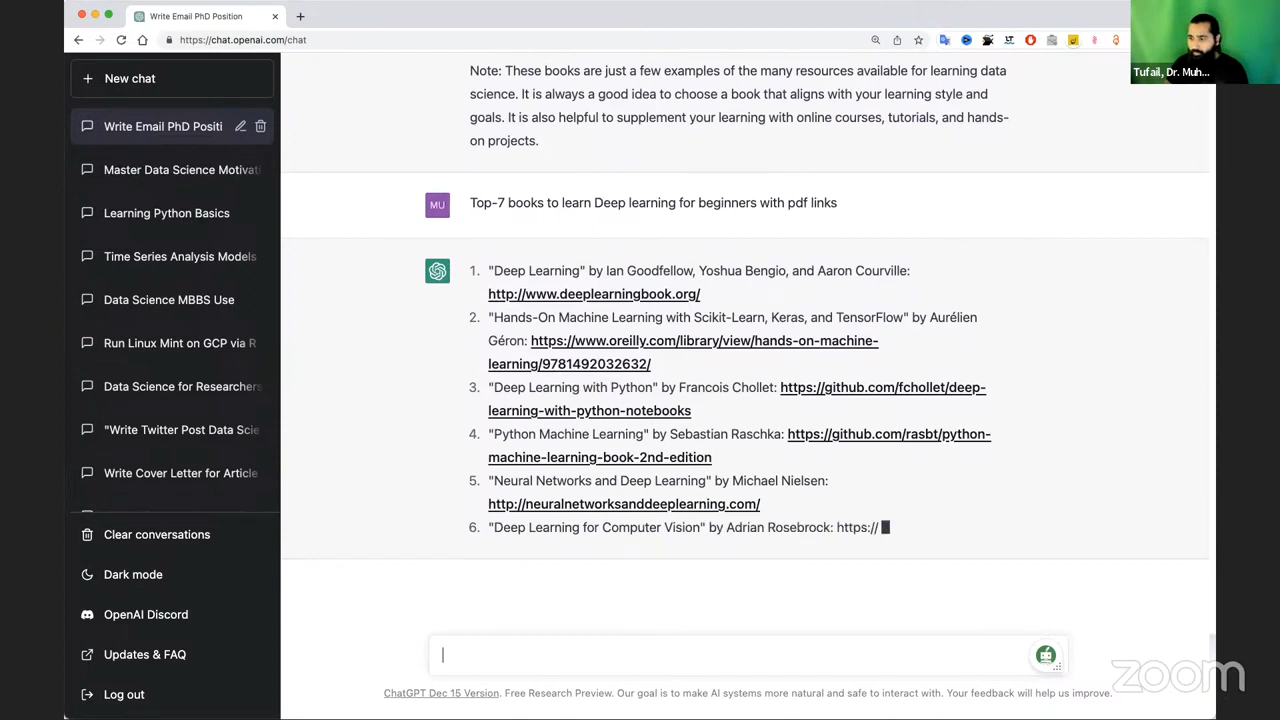 Write Email PhD Position
https://chat.openai.com/chat
Tufail, Dr. Muh...
New chat
Write Email PhD Positi
Master Data Science Motivati
Learning Python Basics
Time Series Analysis Models
Data Science MBBS Use
Run Linux Mint on GCP via R
Data Science for Researchers
"Write Twitter Post Data Scie
Write Cover Letter for Article
Clear conversations
Dark mode
OpenAI Discord
Updates & FAQ
Log out
Note: These books are just a few examples of the many resources available for learning data
science. It is always a good idea to choose a book that aligns with your learning style and
goals. It is also helpful to supplement your learning with online courses, tutorials, and hands-
on projects.
MU
Top-7 books to learn Deep learning for beginners with pdf links
1. "Deep Learning" by Ian Goodfellow, Yoshua Bengio, and Aaron Courville:
http://www.deeplearningbook.org/
2. "Hands-On Machine Learning with Scikit-Learn, Keras, and TensorFlow" by Aurélien
Géron: https://www.oreilly.com/library/view/hands-on-machine-
learning/9781492032632/
3. "Deep Learning with Python" by Francois Chollet: https://github.com/fchollet/deep-
learning-with-python-notebooks
4. "Python Machine Learning" by Sebastian Raschka: https://github.com/rasbt/python-
machine-learning-book-2nd-edition
5. "Neural Networks and Deep Learning" by Michael Nielsen:
http://neuralnetworksanddeeplearning.com/
6. "Deep Learning for Computer Vision" by Adrian Rosebrock: https://
ChatGPT Dec 15 Version. Free Research Preview. Our goal is to make AI systems more natural and safe to interact with. Your feedback will help us improve.
zoom